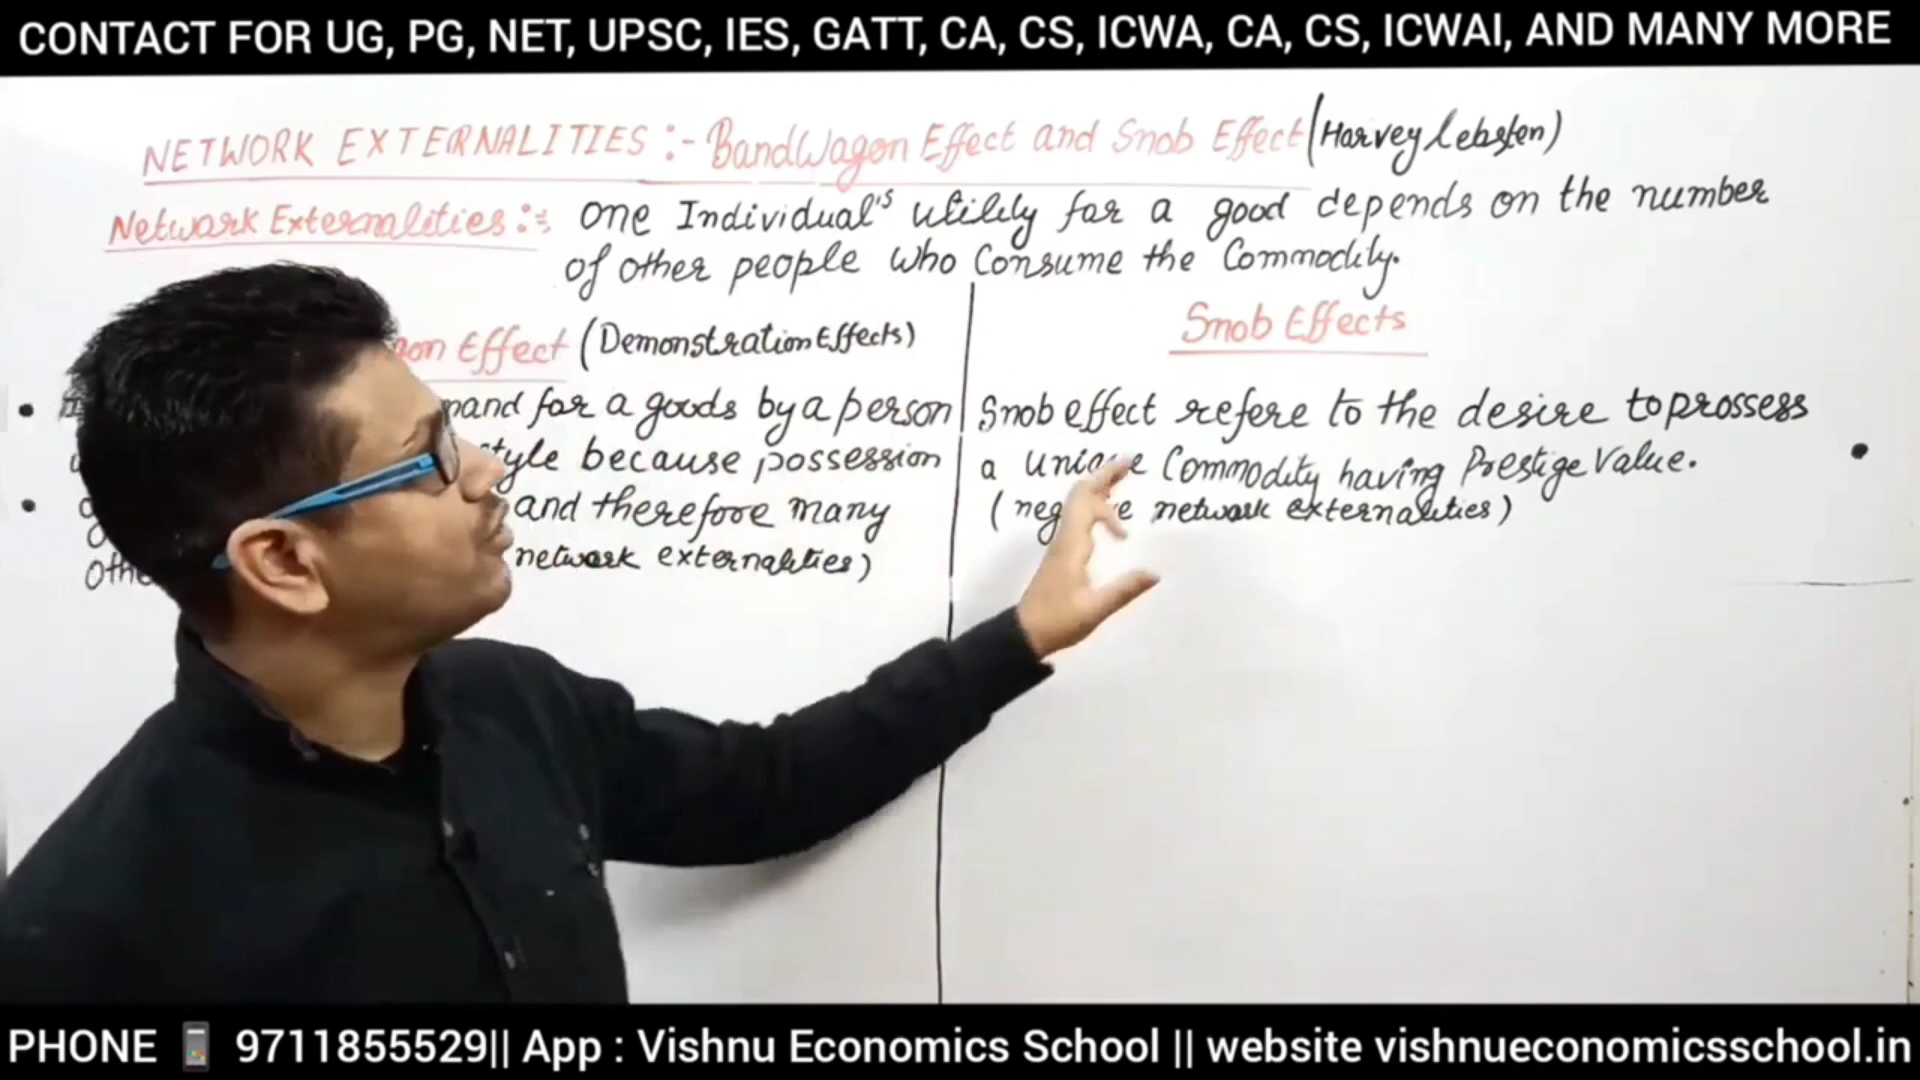 CONTACT FOR UG, PG, NET, UPSC, IES, GATT, CA, CS, ICWA, CA, CS, ICWAI, AND MANY MORE
NETWORK EXTERNALITIES :- BandWagon Effect and Snob Effect (Harvey Lebsten)
Network Externalities :- One Individual's utility for a good depends on the number
of other people who Consume the Commodity.
Effect (Demonstration Effects)
for a goods by a person
because possession
and therefore many
network externalities)
Snob Effects
Snob effect refere to the desire to prossess
a Commodity having Prestige Value.
network externalities)
PHONE 9711855529|| App : Vishnu Economics School || website vishnueconomicsschool.in